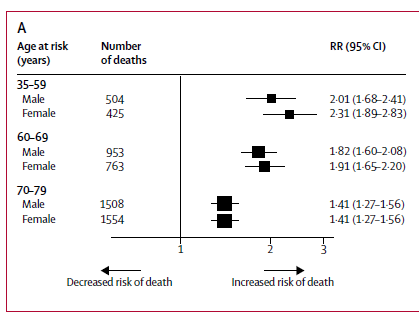 A
Age at risk Number RR (95% CI)
(years) of deaths
35–59
Male 504 2·01 (1·68–2·41)
Female 425 2·31 (1·89–2·83)
60–69
Male 953 1·82 (1·60–2·08)
Female 763 1·91 (1·65–2·20)
70–79
Male 1508 1·41 (1·27–1·56)
Female 1554 1·41 (1·27–1·56)
1 2 3
Decreased risk of death Increased risk of death